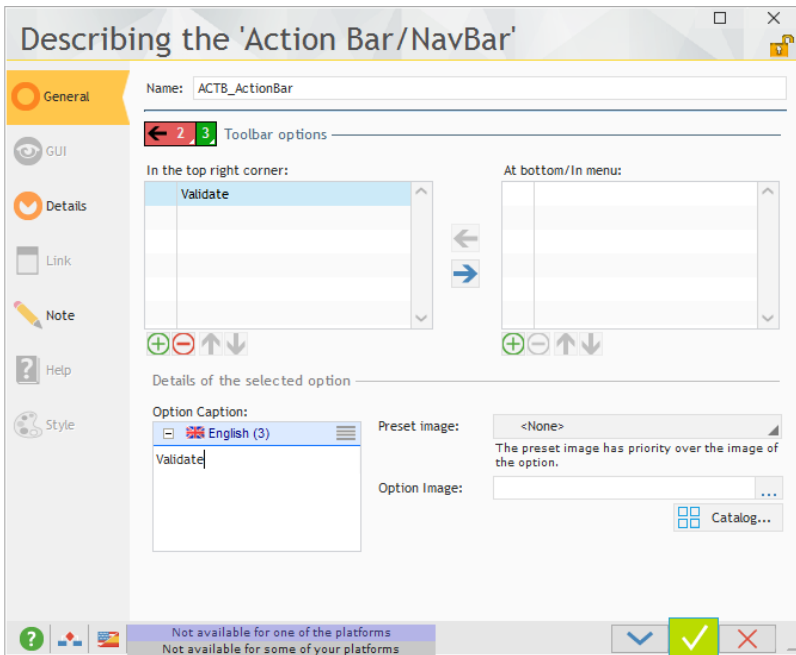 Describing the 'Action Bar/NavBar'
General
GUI
Details
Link
Note
Help
Style
Name: ACTB_ActionBar
2 3 Toolbar options
In the top right corner:
Validate
At bottom/In menu:
Details of the selected option
Option Caption:
English (3)
Validate
Preset image: <None>
The preset image has priority over the image of
the option.
Option Image: ...
Catalog...
Not available for one of the platforms
Not available for some of your platforms